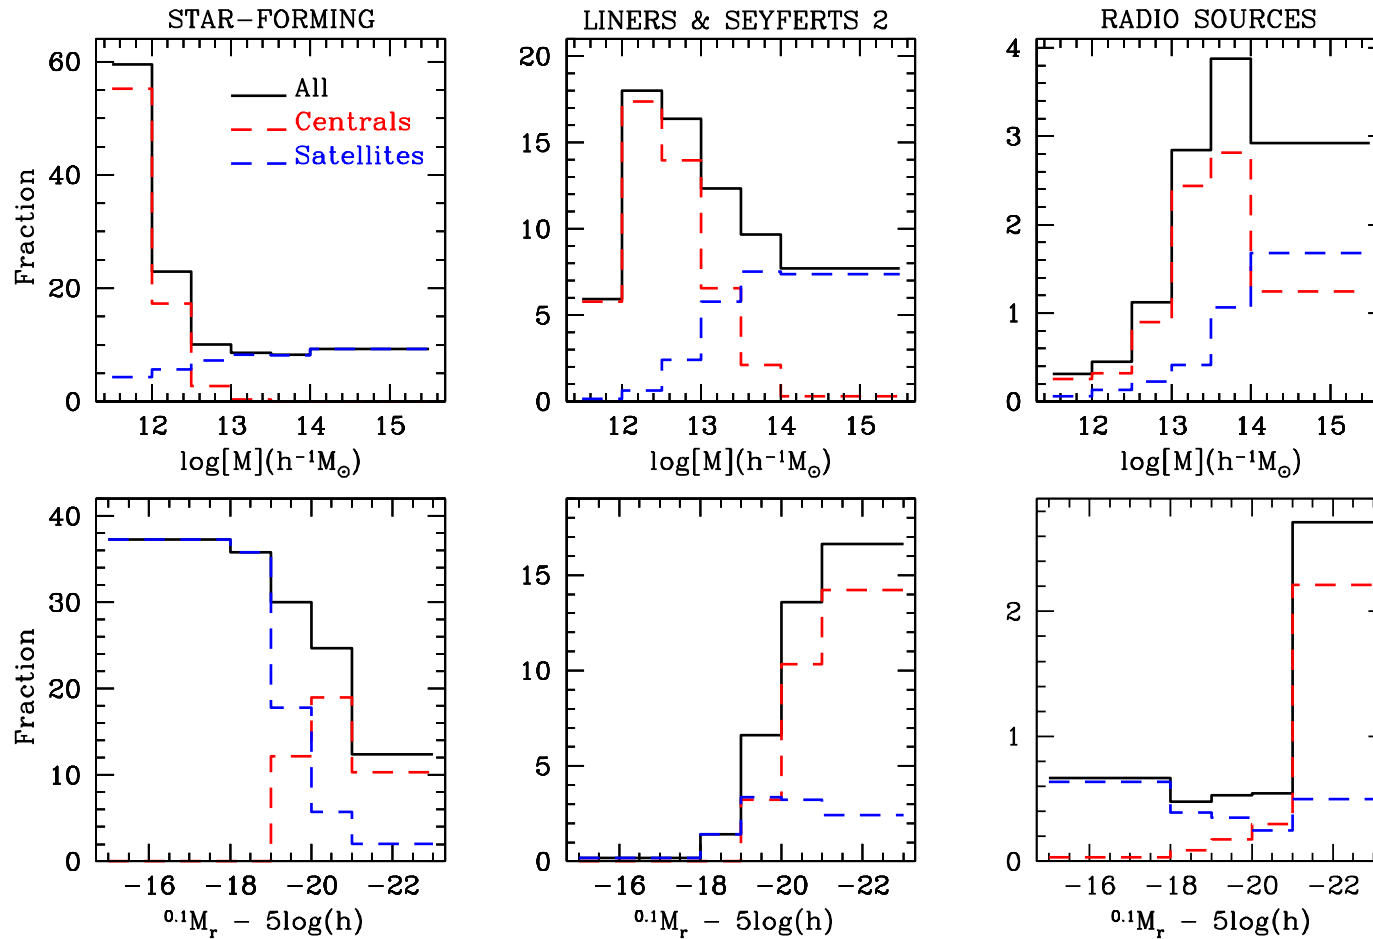 STAR-FORMING
LINERS & SEYFERTS 2
RADIO SOURCES
All
Centrals
Satellites
Fraction
60
40
20
0
12 13 14 15
log[M](h⁻¹M☉)
20
15
10
5
0
12 13 14 15
log[M](h⁻¹M☉)
4
3
2
1
0
12 13 14 15
log[M](h⁻¹M☉)
Fraction
40
30
20
10
0
-16 -18 -20 -22
⁰·¹Mᵣ - 5log(h)
15
10
5
0
-16 -18 -20 -22
⁰·¹Mᵣ - 5log(h)
2
1
0
-16 -18 -20 -22
⁰·¹Mᵣ - 5log(h)